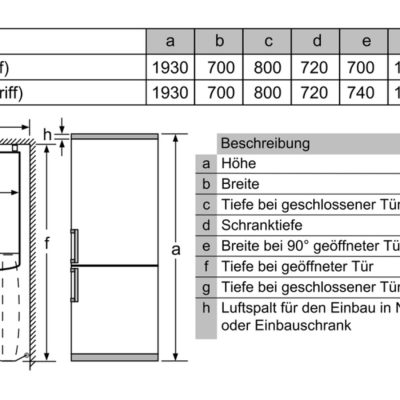 a b c d e
f) 1930 700 800 720 700 1
riff) 1930 700 800 720 740 1
h
f
a
Beschreibung
a Höhe
b Breite
c Tiefe bei geschlossener Tür
d Schranktiefe
e Breite bei 90° geöffneter Tü
f Tiefe bei geöffneter Tür
g Tiefe bei geschlossener Tür
h Luftspalt für den Einbau in N
oder Einbauschrank